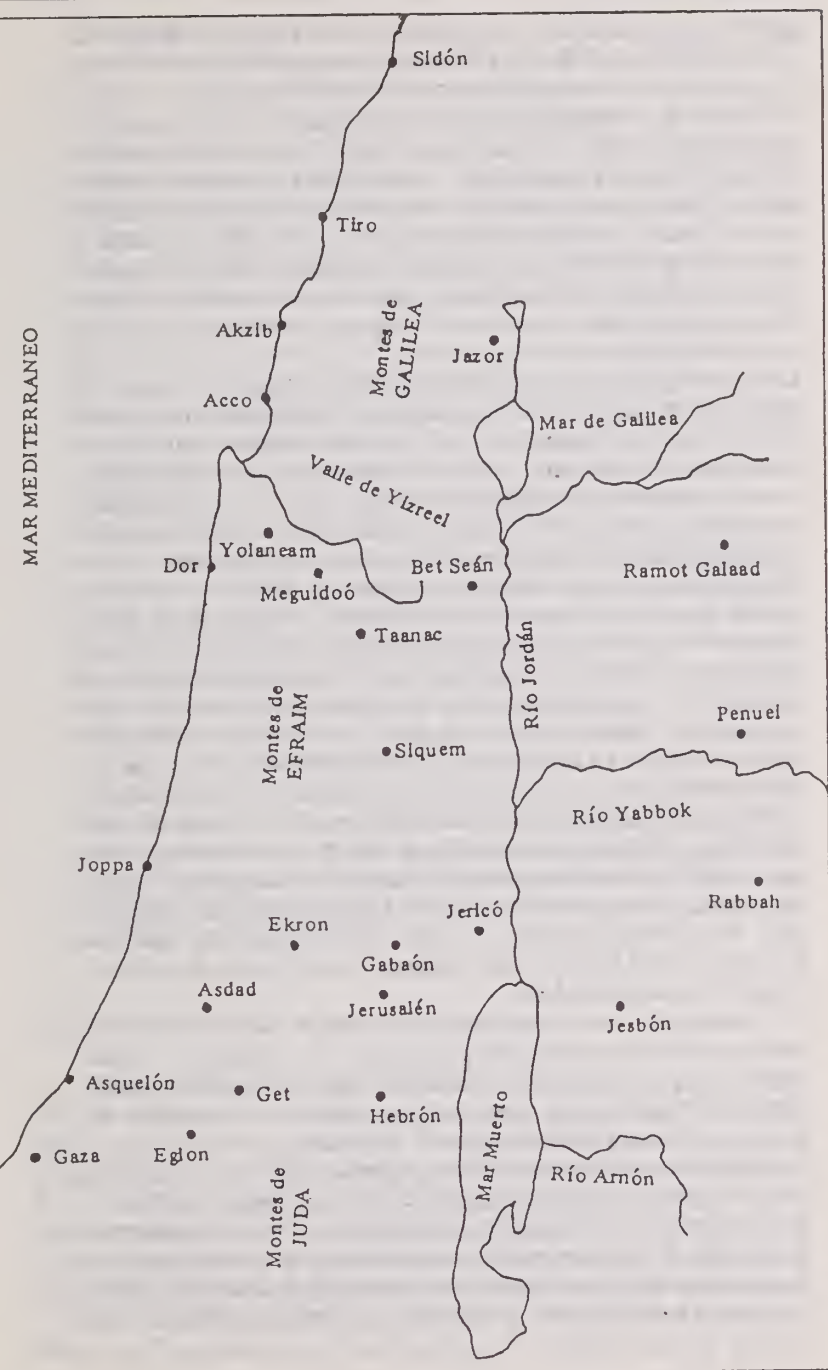 Sidón
Tiro
MAR MEDITERRANEO
Akzib
Montes de
GALILEA
Jazor
Acco
Mar de Galilea
Valle de Yizreel
Yolaneam
Dor
Meguidoó
Bet Seán
Ramot Galaad
Taanac
Río Jordán
Montes de
EFRAIM
Siquem
Penuel
Río Yabbok
Joppa
Rabbah
Jericó
Ekron
Gabaón
Asdad
Jerusalén
Jesbón
Asquelón
Get
Hebrón
Mar Muerto
Gaza
Eglon
Río Arnón
Montes de
JUDA